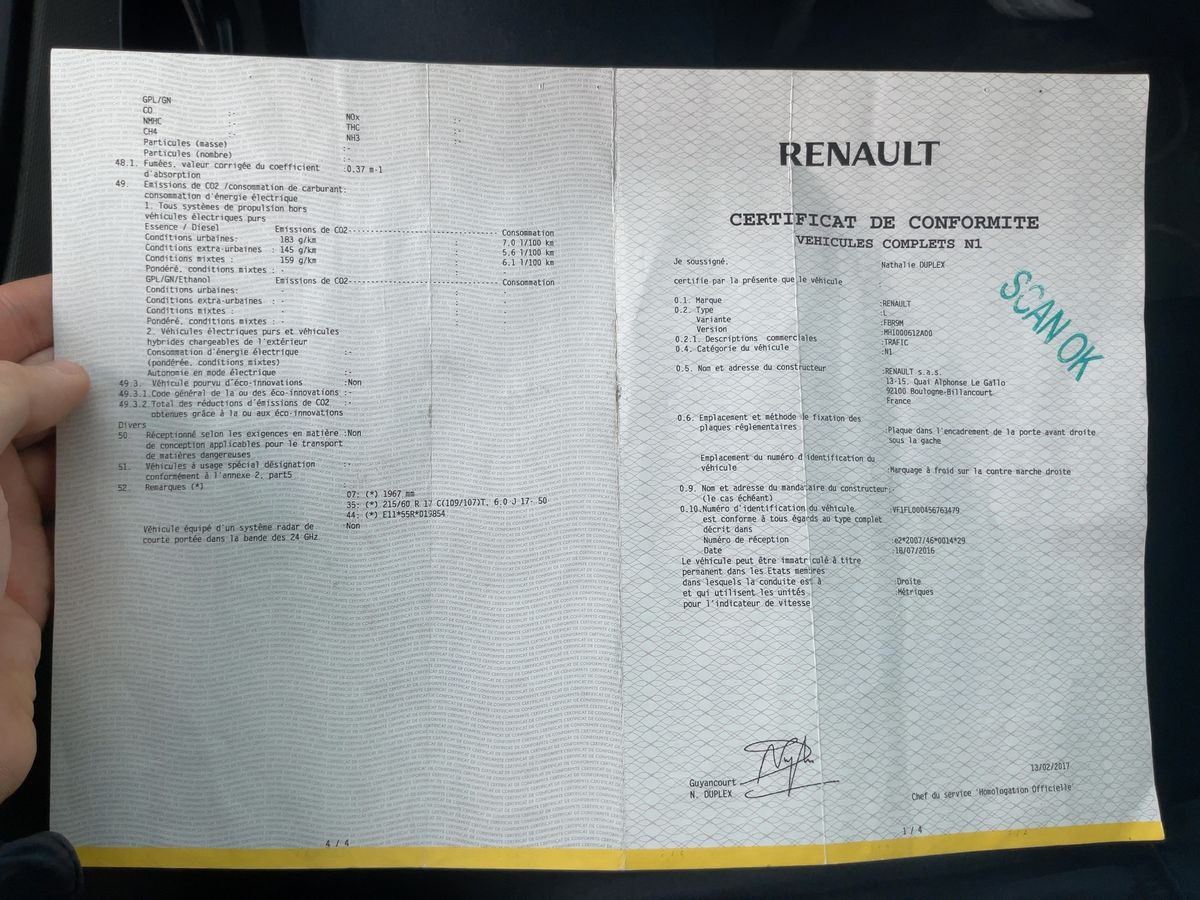 GPL/GN
CO :- NOx :-
NMHC :- THC :-
CH4 :- NH3 :-
Particules (masse) :-
Particules (nombre) :-
48.1. Fumées, valeur corrigée du coefficient :0.37 m-1
d'absorption
49. Emissions de CO2 /consommation de carburant:
consommation d'énergie électrique
1. Tous systèmes de propulsion hors
véhicules électriques purs
Essence / Diesel Emissions de CO2 Consommation
Conditions urbaines: 183 g/km : 7.0 l/100 km
Conditions extra-urbaines : 145 g/km : 5.6 l/100 km
Conditions mixtes : 159 g/km : 6.1 l/100 km
Pondéré, conditions mixtes : -
GPL/GN/Ethanol Emissions de CO2 Consommation
Conditions urbaines: -
Conditions extra-urbaines : -
Conditions mixtes : -
Pondéré, conditions mixtes : -
2. Véhicules électriques purs et véhicules
hybrides chargeables de l'extérieur
Consommation d'énergie électrique :-
(pondérée, conditions mixtes)
Autonomie en mode électrique :-
49.3. Véhicule pourvu d'éco-innovations :Non
49.3.1.Code général de la ou des éco-innovations :-
49.3.2.Total des réductions d'émissions de CO2 :-
obtenues grâce à la ou aux éco-innovations
Divers
50. Réceptionné selon les exigences en matière :Non
de conception applicables pour le transport
de matières dangereuses
51. Véhicules à usage spécial désignation :-
conformément à l'annexe 2, part5
52. Remarques (*)
07: (*) 1967 mm
35: (*) 215/60 R 17 C(109/107)T, 6.0 J 17- 50
44: (*) E11*55R*019854
Véhicule équipé d'un système radar de :Non
courte portée dans la bande des 24 GHz
4 / 4
RENAULT
CERTIFICAT DE CONFORMITE
VEHICULES COMPLETS N1
Je soussigné, Nathalie DUPLEX
certifie par la présente que le véhicule :
0.1. Marque :RENAULT
0.2. Type :L
Variante :FBR9M
Version :MH1000612AD0
0.2.1. Descriptions commerciales :TRAFIC
0.4. Catégorie du véhicule :N1
0.5. Nom et adresse du constructeur :RENAULT s.a.s.
13-15, Quai Alphonse Le Gallo
92100 Boulogne-Billancourt
France
0.6. Emplacement et méthode de fixation des
plaques réglementaires :Plaque dans l'encadrement de la porte avant droite
sous la gache
Emplacement du numéro d'identification du
véhicule :Marquage à froid sur la contre marche droite
0.9. Nom et adresse du mandataire du constructeur:-
(le cas échéant)
0.10.Numéro d'identification du véhicule :VF1FL000456763479
est conforme à tous égards au type complet
décrit dans
Numéro de réception :e2*2007/46*0014*29
Date :18/07/2016
Le véhicule peut être immatriculé à titre
permanent dans les Etats membres
dans lesquels la conduite est à :Droite
et qui utilisent les unités :Métriques
pour l'indicateur de vitesse
SCAN OK
Guyancourt
N. DUPLEX
13/02/2017
Chef du service 'Homologation Officielle'
1 / 4